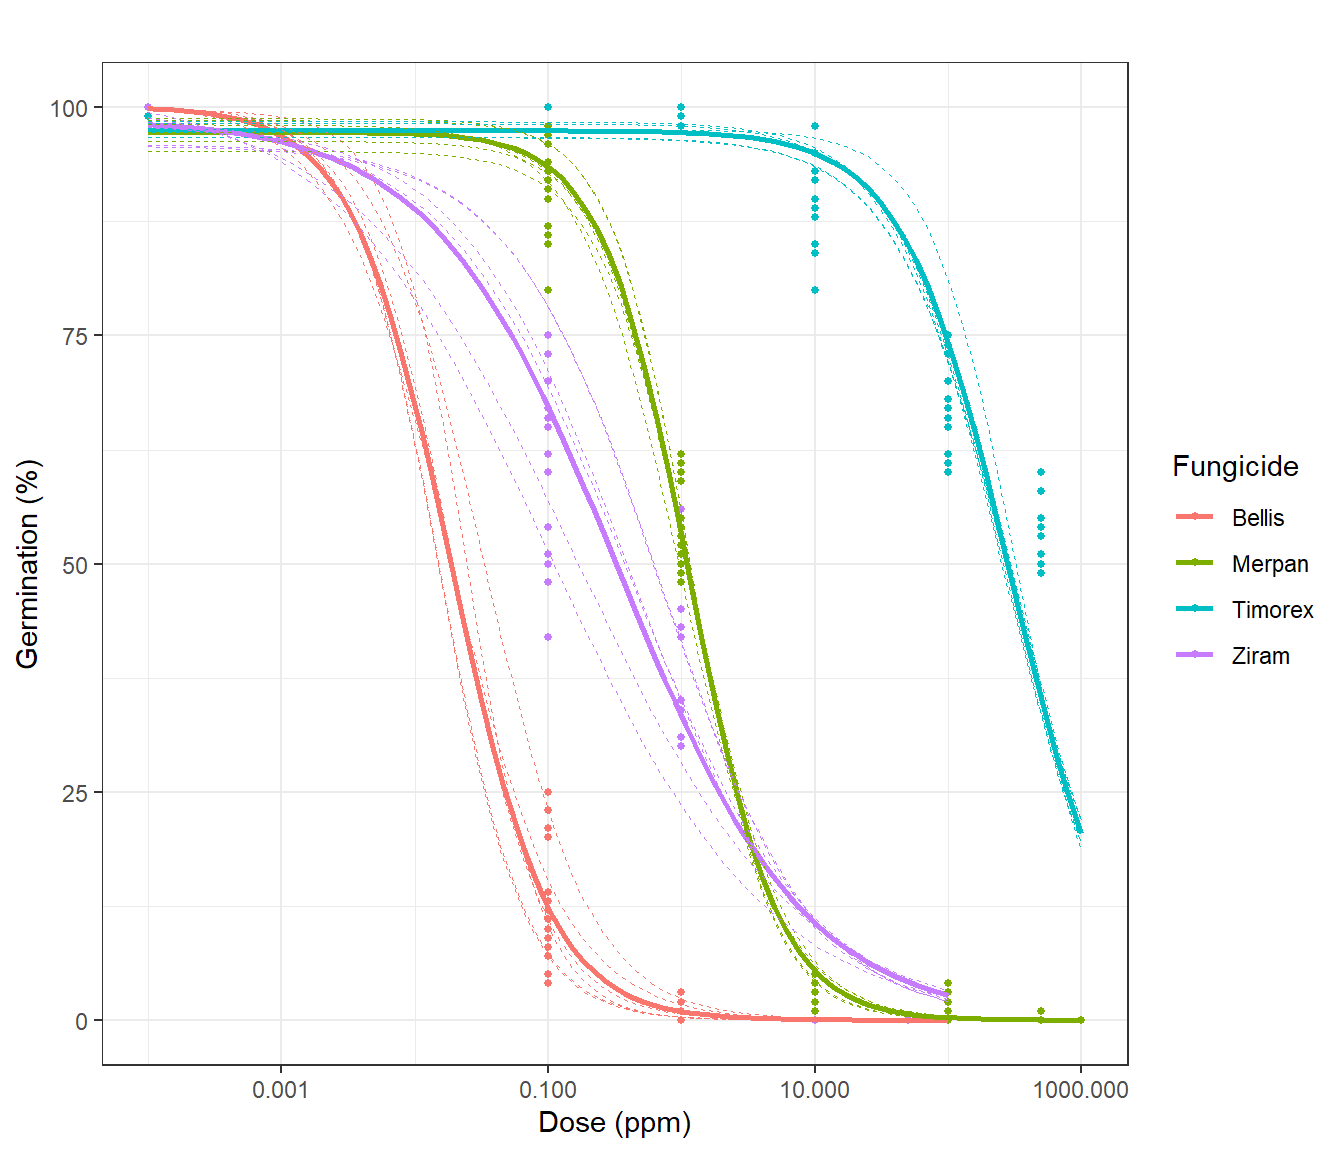 100
75
50
25
0
Germination (%)
0.001
0.100
10.000
1000.000
Dose (ppm)
Fungicide
Bellis
Merpan
Timorex
Ziram